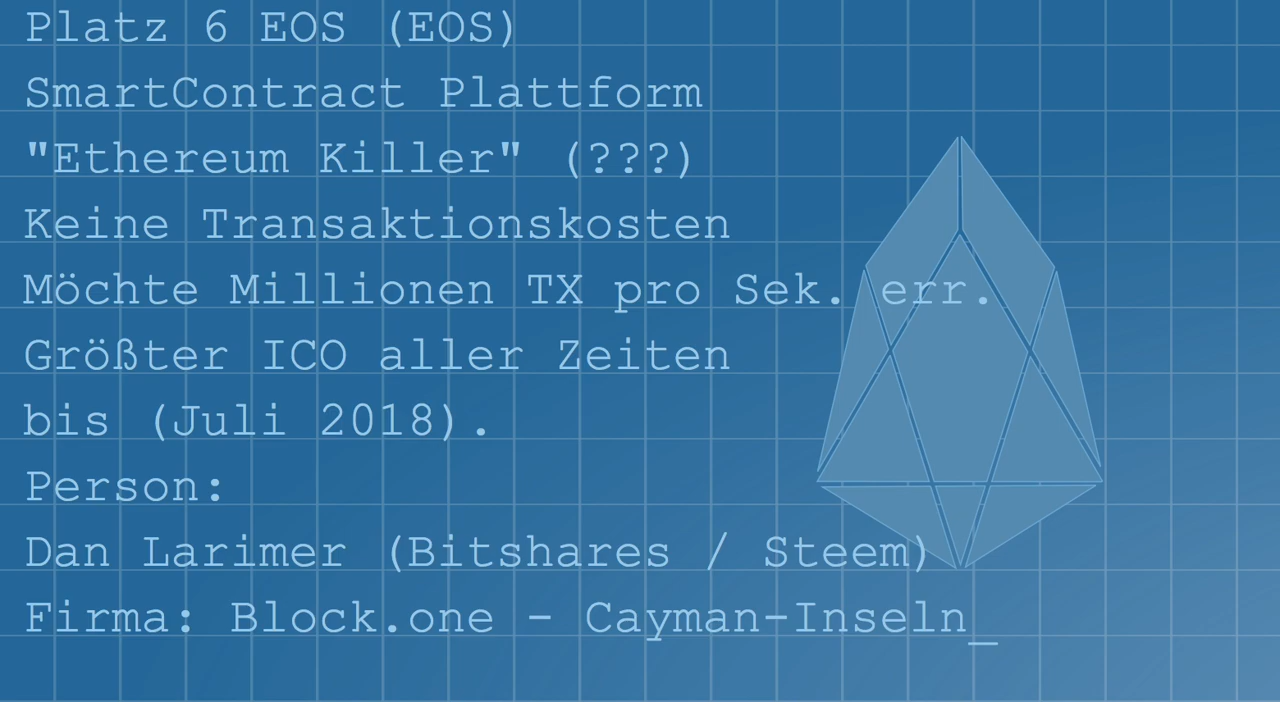 Platz 6 EOS (EOS)
SmartContract Plattform
"Ethereum Killer" (???)
Keine Transaktionskosten
Möchte Millionen TX pro Sek. err.
Größter ICO aller Zeiten
bis (Juli 2018).
Person:
Dan Larimer (Bitshares / Steem)
Firma: Block.one - Cayman-Inseln_